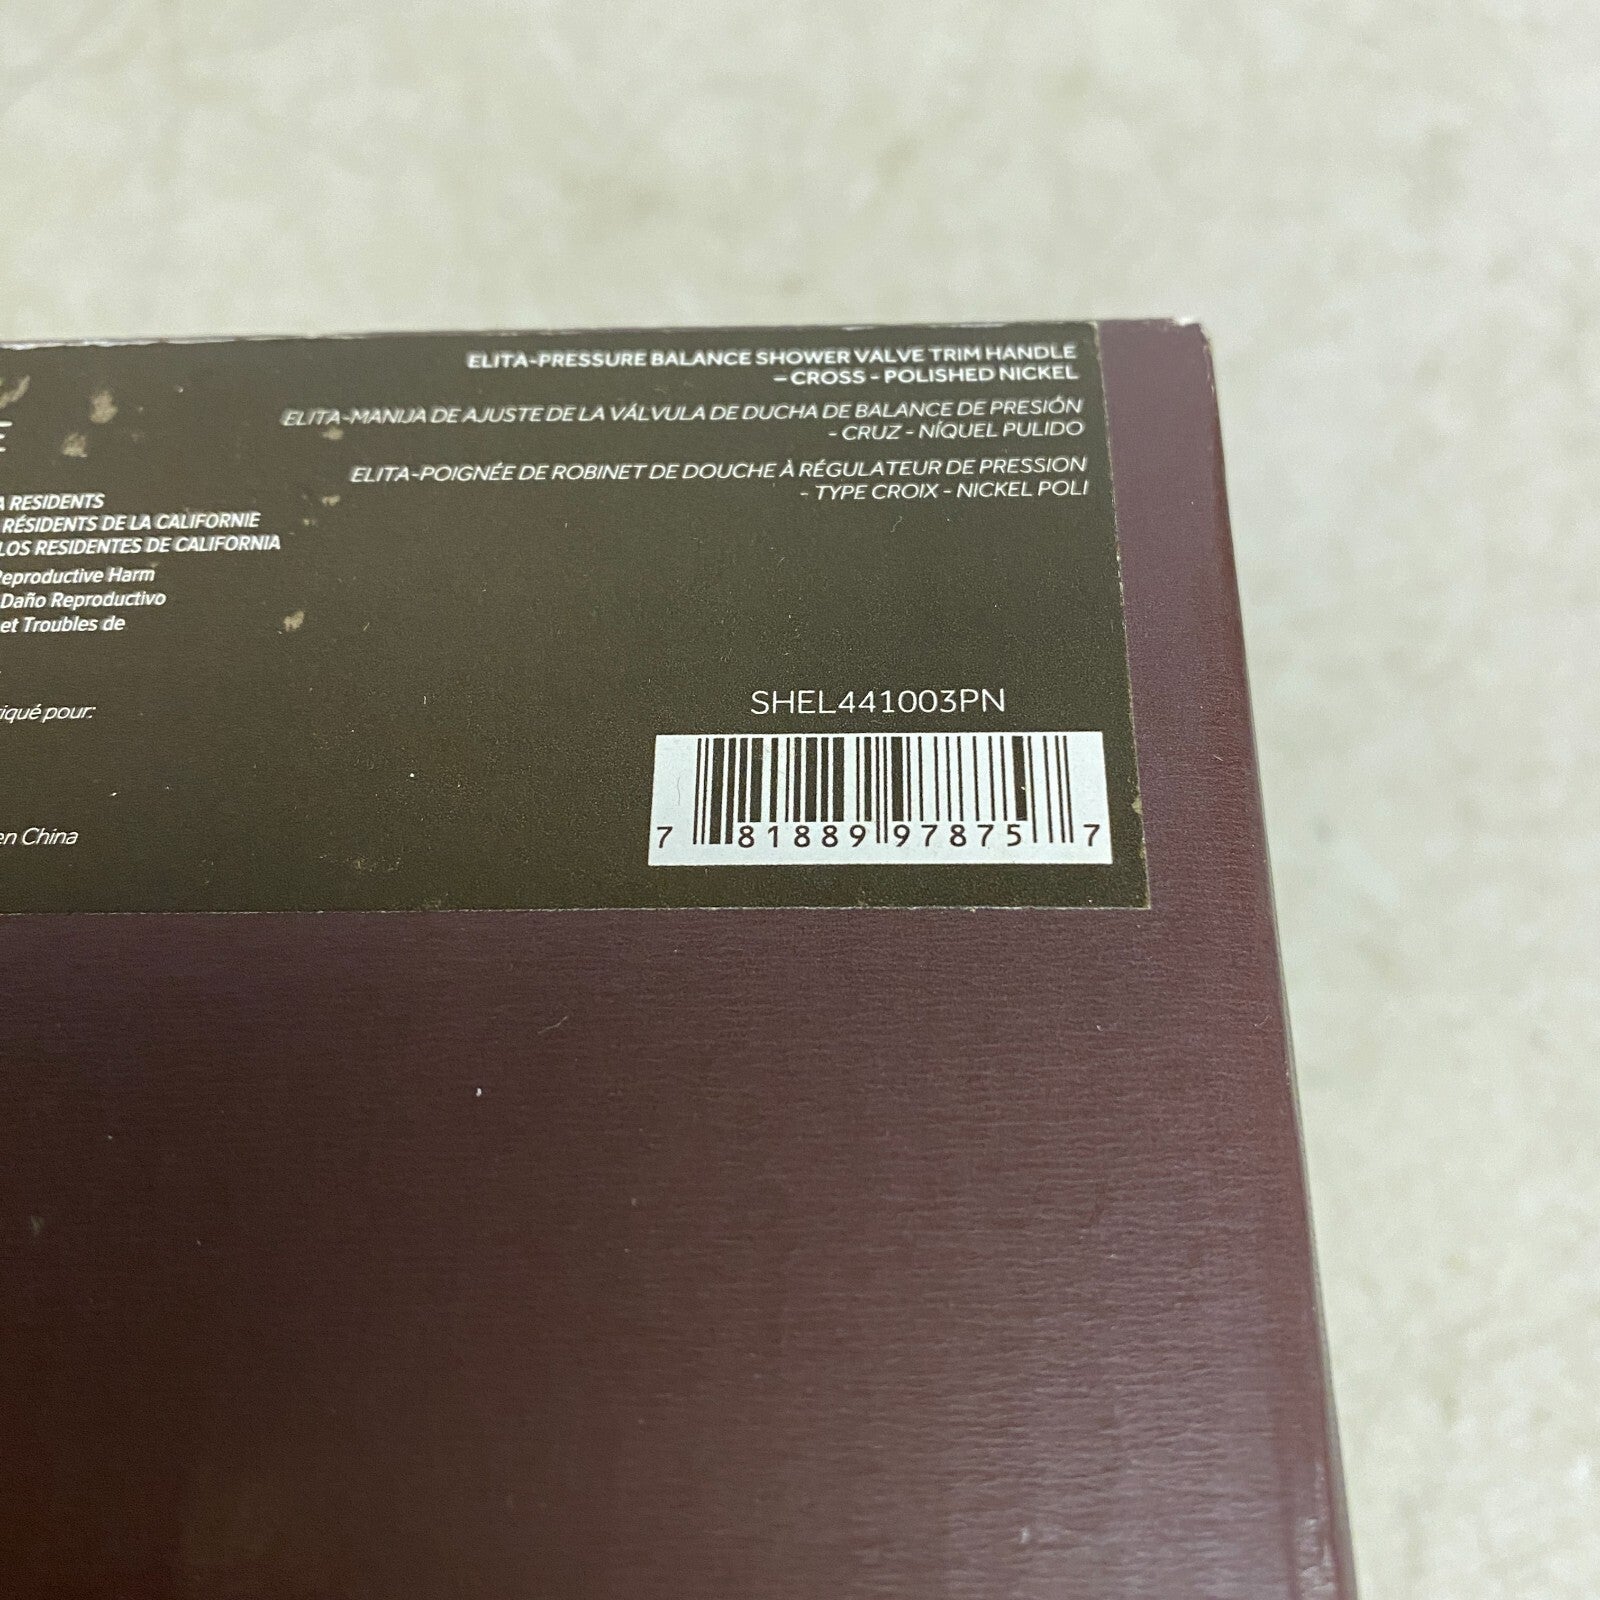 ELITA-PRESSURE BALANCE SHOWER VALVE TRIM HANDLE
– CROSS - POLISHED NICKEL
ELITA-MANIJA DE AJUSTE DE LA VÁLVULA DE DUCHA DE BALANCE DE PRESIÓN
- CRUZ - NÍQUEL PULIDO
ELITA-POIGNÉE DE ROBINET DE DOUCHE À RÉGULATEUR DE PRESSION
- TYPE CROIX - NICKEL POLI
A RESIDENTS
RÉSIDENTS DE LA CALIFORNIE
LOS RESIDENTES DE CALIFORNIA
Reproductive Harm
Daño Reproductivo
et Troubles de
iqué pour:
en China
SHEL441003PN
7 81889 97875 7